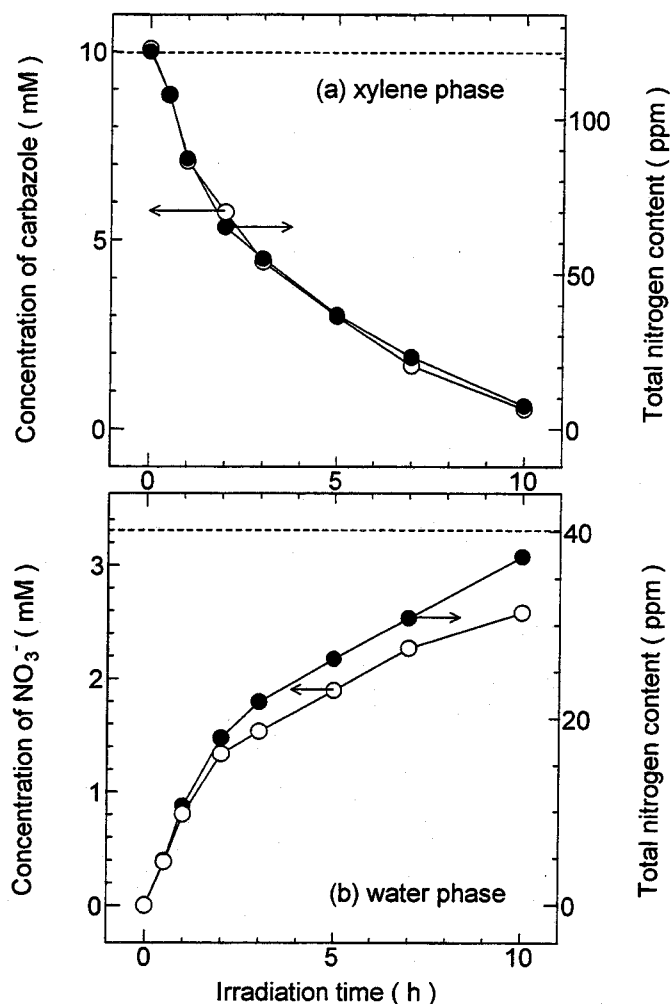 Concentration of carbazole ( mM)
10
5
0
(a) xylene phase
100
50
0
Total nitrogen content ( ppm )
0
5
10
Concentration of NO₃⁻ ( mM )
3
2
1
0
40
20
0
Total nitrogen content ( ppm )
(b) water phase
0
5
10
Irradiation time ( h )